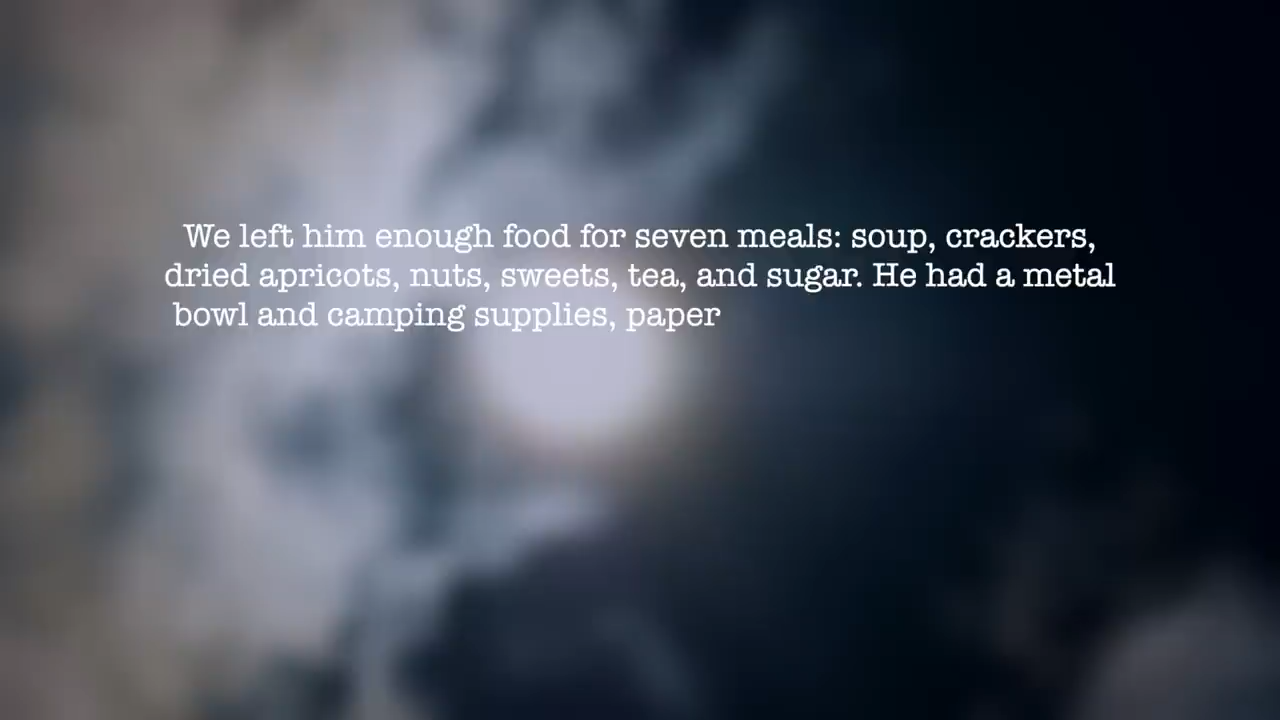 We left him enough food for seven meals: soup, crackers,
dried apricots, nuts, sweets, tea, and sugar. He had a metal
bowl and camping supplies, paper